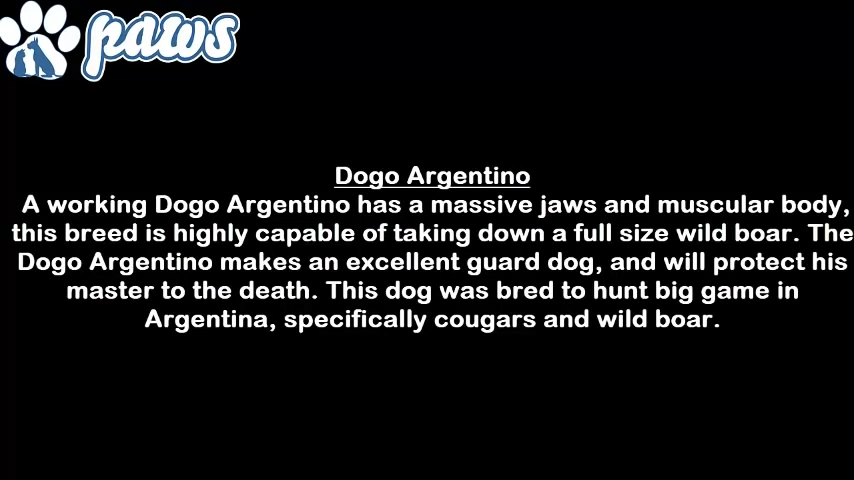 paws
Dogo Argentino
A working Dogo Argentino has a massive jaws and muscular body,
this breed is highly capable of taking down a full size wild boar. The
Dogo Argentino makes an excellent guard dog, and will protect his
master to the death. This dog was bred to hunt big game in
Argentina, specifically cougars and wild boar.